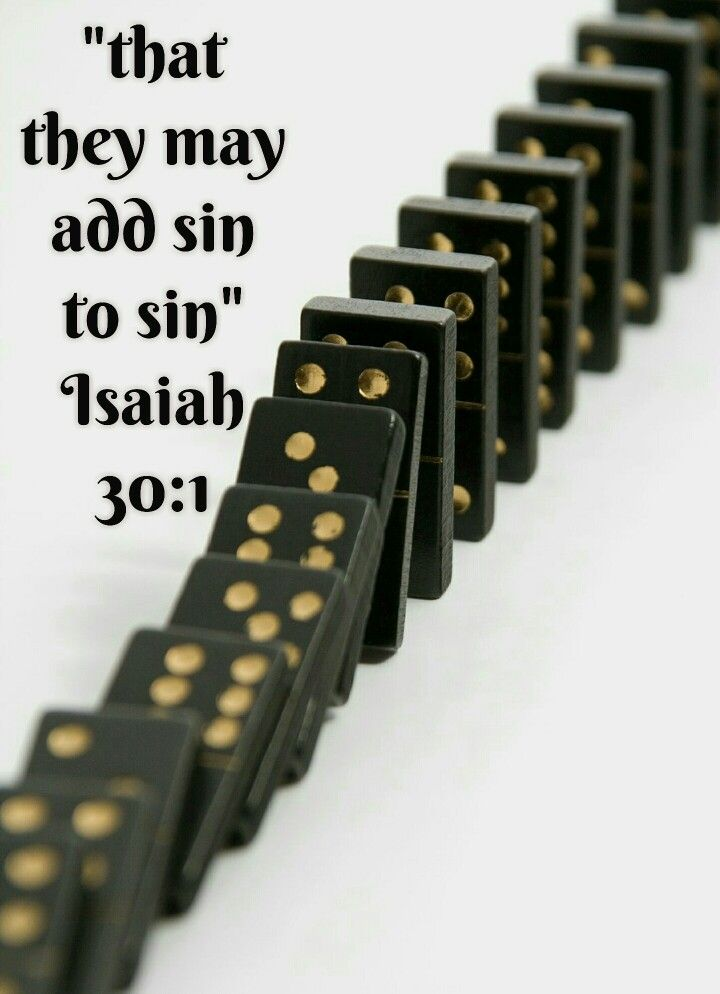 "that
they may
add sin
to sin"
Isaiah
30:1